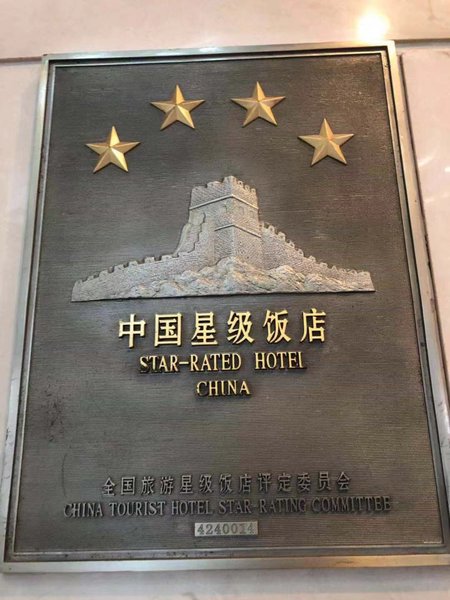 中国星级饭店
STAR-RATED HOTEL
CHINA
全国旅游星级饭店评定委员会
CHINA TOURIST HOTEL STAR-RATING COMMITTEE
4240014